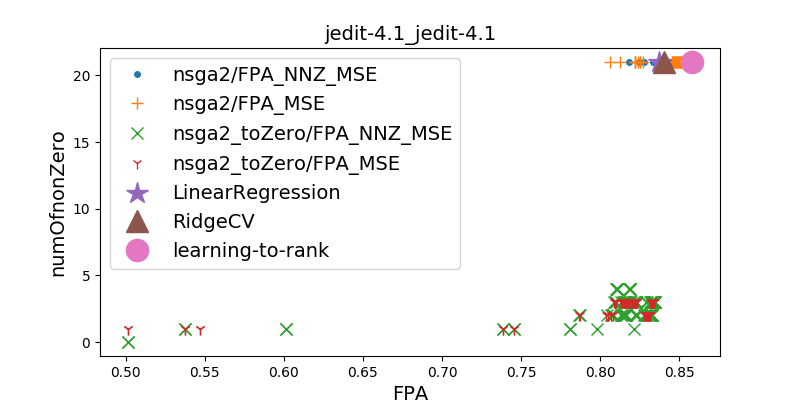 jedit-4.1_jedit-4.1
numOfnonZero
20
15
10
5
0
nsga2/FPA_NNZ_MSE
nsga2/FPA_MSE
nsga2_toZero/FPA_NNZ_MSE
nsga2_toZero/FPA_MSE
LinearRegression
RidgeCV
learning-to-rank
0.50 0.55 0.60 0.65 0.70 0.75 0.80 0.85
FPA